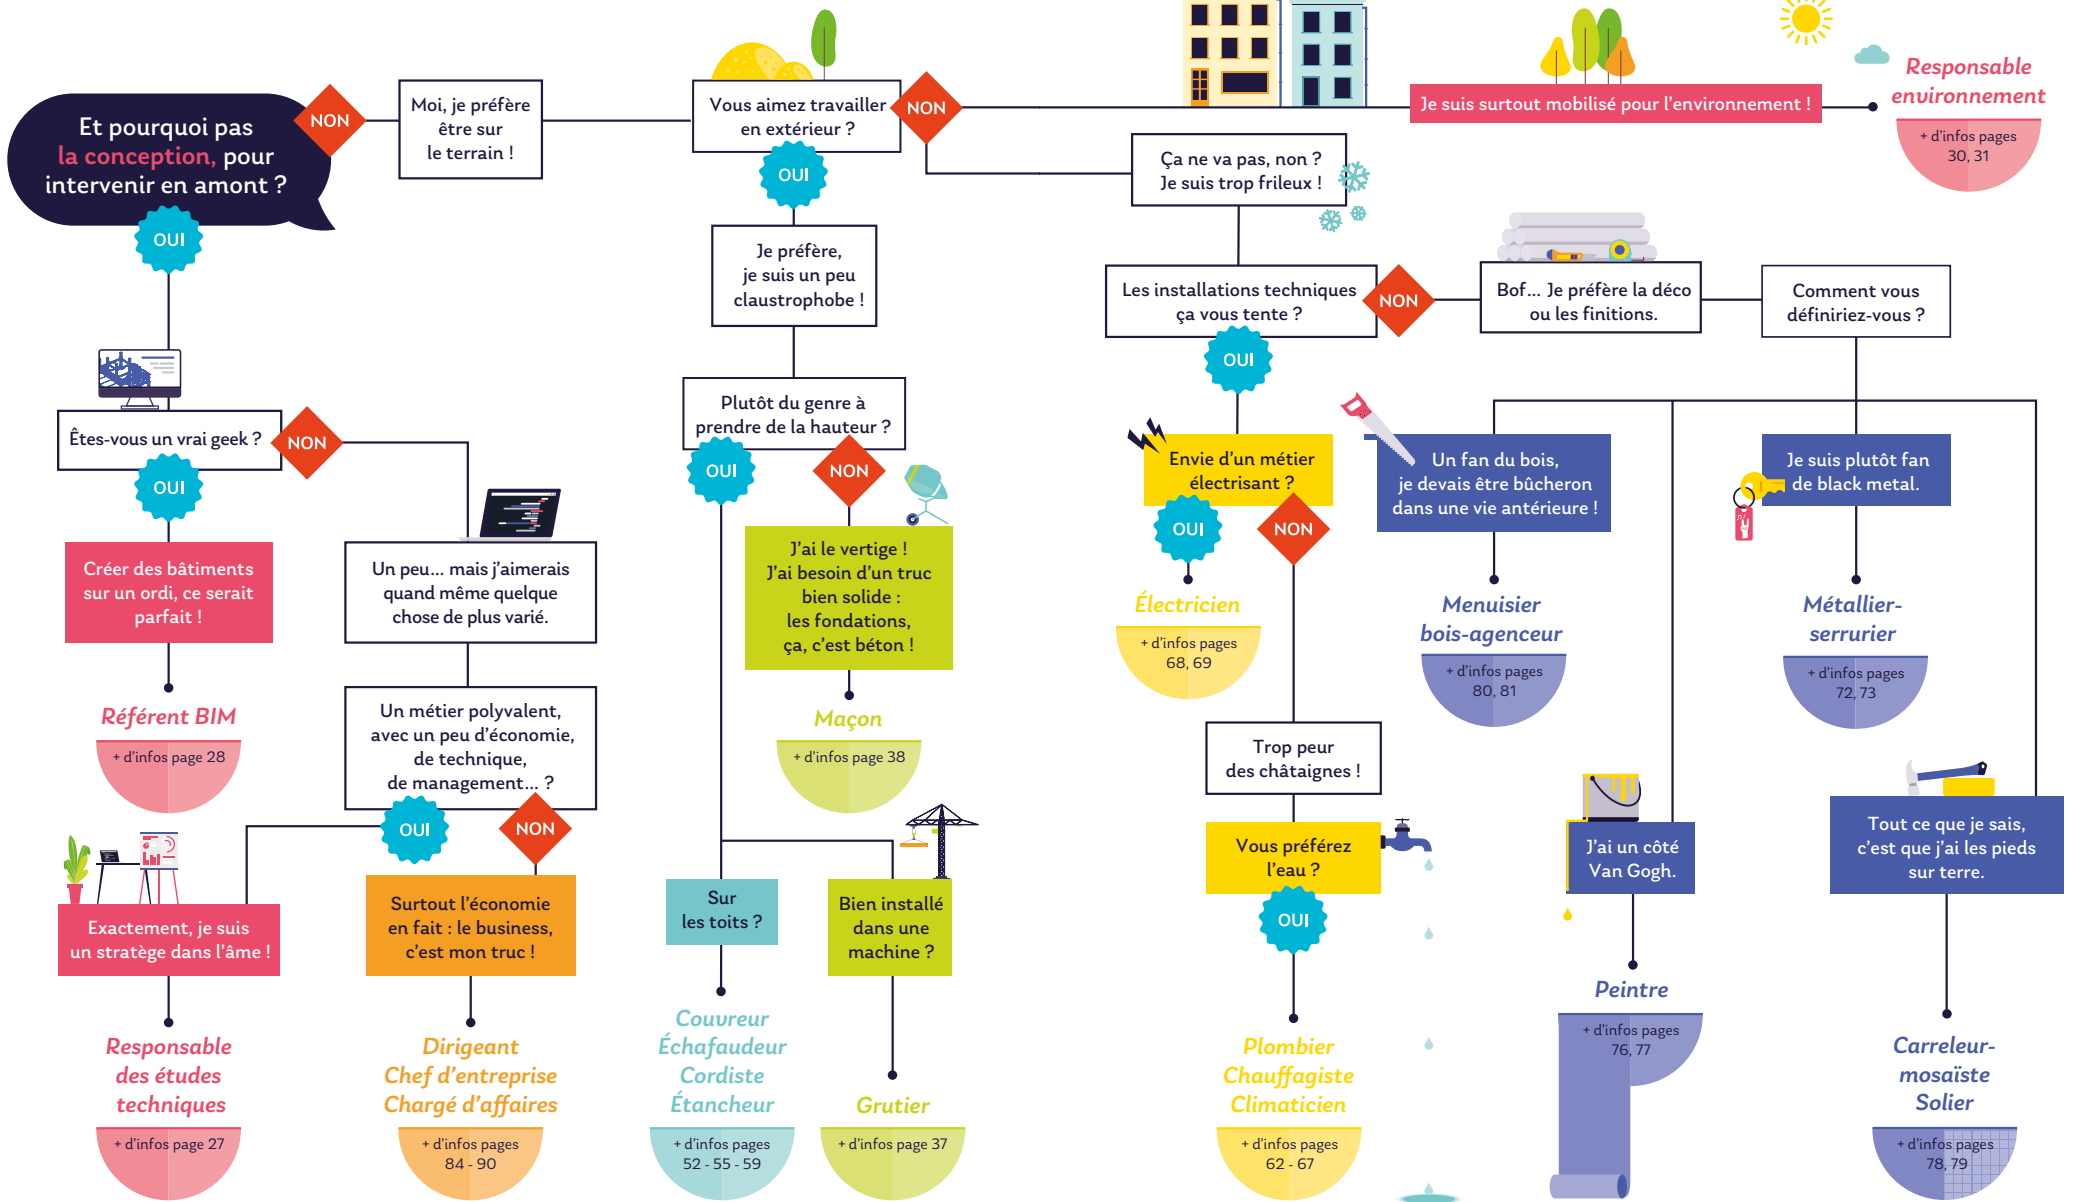 Et pourquoi pas
la conception, pour
intervenir en amont ?
NON
OUI
Moi, je préfère
être sur
le terrain !
Vous aimez travailler
en extérieur ?
NON
OUI
Je suis surtout mobilisé pour l'environnement !
Responsable
environnement
+ d'infos pages
30, 31
Ça ne va pas, non ?
Je suis trop frileux !
Je préfère,
je suis un peu
claustrophobe !
Les installations techniques
ça vous tente ?
NON
OUI
Bof... Je préfère la déco
ou les finitions.
Comment vous
définiriez-vous ?
Êtes-vous un vrai geek ?
NON
OUI
Plutôt du genre à
prendre de la hauteur ?
OUI
NON
Envie d'un métier
électrisant ?
OUI
NON
Un fan du bois,
je devais être bûcheron
dans une vie antérieure !
Je suis plutôt fan
de black metal.
Créer des bâtiments
sur un ordi, ce serait
parfait !
Un peu... mais j'aimerais
quand même quelque
chose de plus varié.
J'ai le vertige !
J'ai besoin d'un truc
bien solide :
les fondations,
ça, c'est béton !
Électricien
+ d'infos pages
68, 69
Menuisier
bois-agenceur
+ d'infos pages
80, 81
Métallier-
serrurier
+ d'infos pages
72, 73
Référent BIM
+ d'infos page 28
Un métier polyvalent,
avec un peu d'économie,
de technique,
de management... ?
OUI
NON
Maçon
+ d'infos page 38
Trop peur
des châtaignes !
Vous préférez
l'eau ?
OUI
J'ai un côté
Van Gogh.
Tout ce que je sais,
c'est que j'ai les pieds
sur terre.
Exactement, je suis
un stratège dans l'âme !
Surtout l'économie
en fait : le business,
c'est mon truc !
Sur
les toits ?
Bien installé
dans une
machine ?
Responsable
des études
techniques
+ d'infos page 27
Dirigeant
Chef d'entreprise
Chargé d'affaires
+ d'infos pages
84 - 90
Couvreur
Échafaudeur
Cordiste
Étancheur
+ d'infos pages
52 - 55 - 59
Grutier
+ d'infos page 37
Plombier
Chauffagiste
Climaticien
+ d'infos pages
62 - 67
Peintre
+ d'infos pages
76, 77
Carreleur-
mosaïste
Solier
+ d'infos pages
78, 79